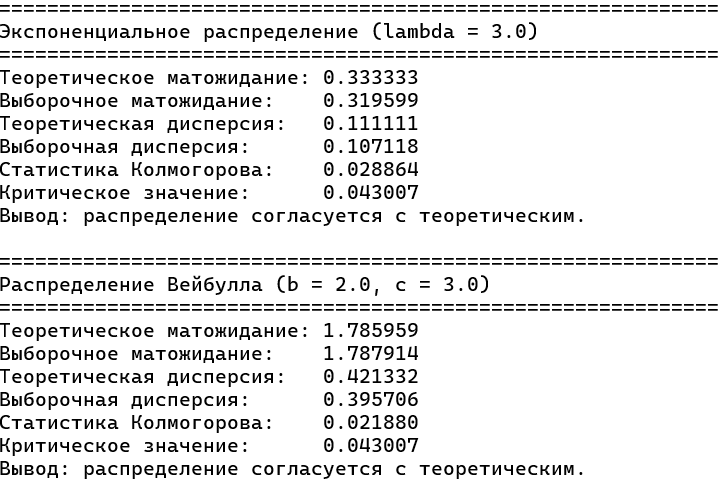 ============================================================
Экспоненциальное распределение (lambda = 3.0)
============================================================
Теоретическое матожидание: 0.333333
Выборочное матожидание:    0.319599
Теоретическая дисперсия:   0.111111
Выборочная дисперсия:      0.107118
Статистика Колмогорова:    0.028864
Критическое значение:      0.043007
Вывод: распределение согласуется с теоретическим.

============================================================
Распределение Вейбулла (b = 2.0, c = 3.0)
============================================================
Теоретическое матожидание: 1.785959
Выборочное матожидание:    1.787914
Теоретическая дисперсия:   0.421332
Выборочная дисперсия:      0.395706
Статистика Колмогорова:    0.021880
Критическое значение:      0.043007
Вывод: распределение согласуется с теоретическим.